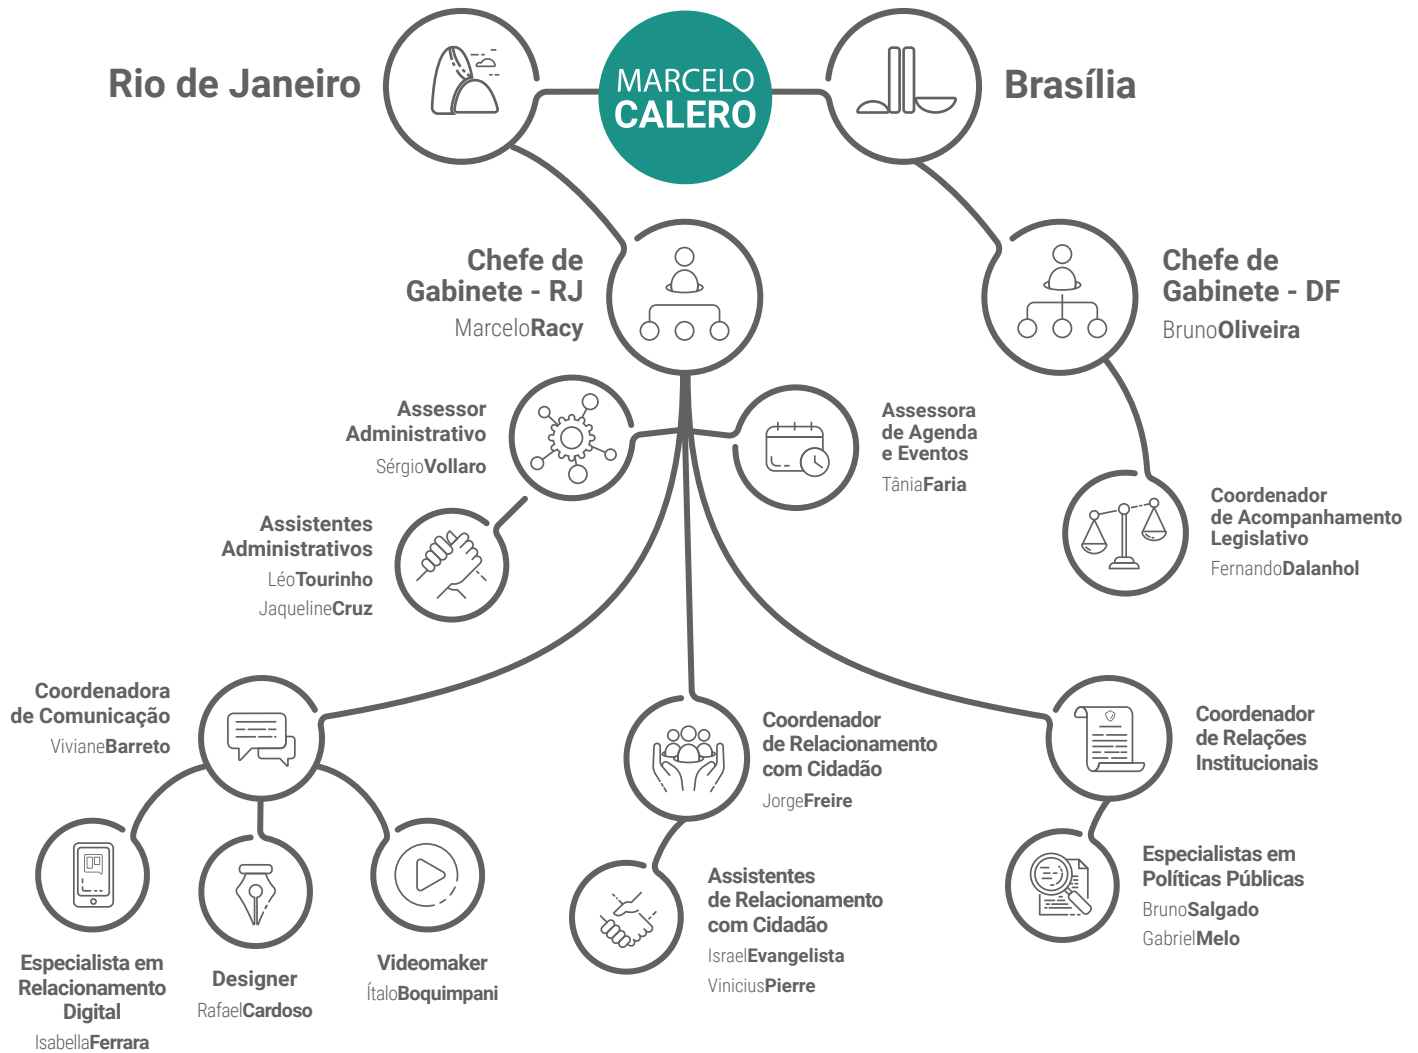 Rio de Janeiro
MARCELO
CALERO
Brasília
Chefe de
Gabinete - RJ
MarceloRacy
Chefe de
Gabinete - DF
BrunoOliveira
Assessor
Administrativo
SérgioVollaro
Assessora
de Agenda
e Eventos
TâniaFaria
Assistentes
Administrativos
LéoTourinho
JaquelineCruz
Coordenador
de Acompanhamento
Legislativo
FernandoDalanhol
Coordenadora
de Comunicação
VivianeBarreto
Coordenador
de Relacionamento
com Cidadão
JorgeFreire
Coordenador
de Relações
Institucionais
Especialista em
Relacionamento
Digital
IsabellaFerrara
Designer
RafaelCardoso
Videomaker
ÍtaloBoquimpani
Assistentes
de Relacionamento
com Cidadão
IsraelEvangelista
ViniciusPierre
Especialistas em
Políticas Públicas
BrunoSalgado
GabrielMelo